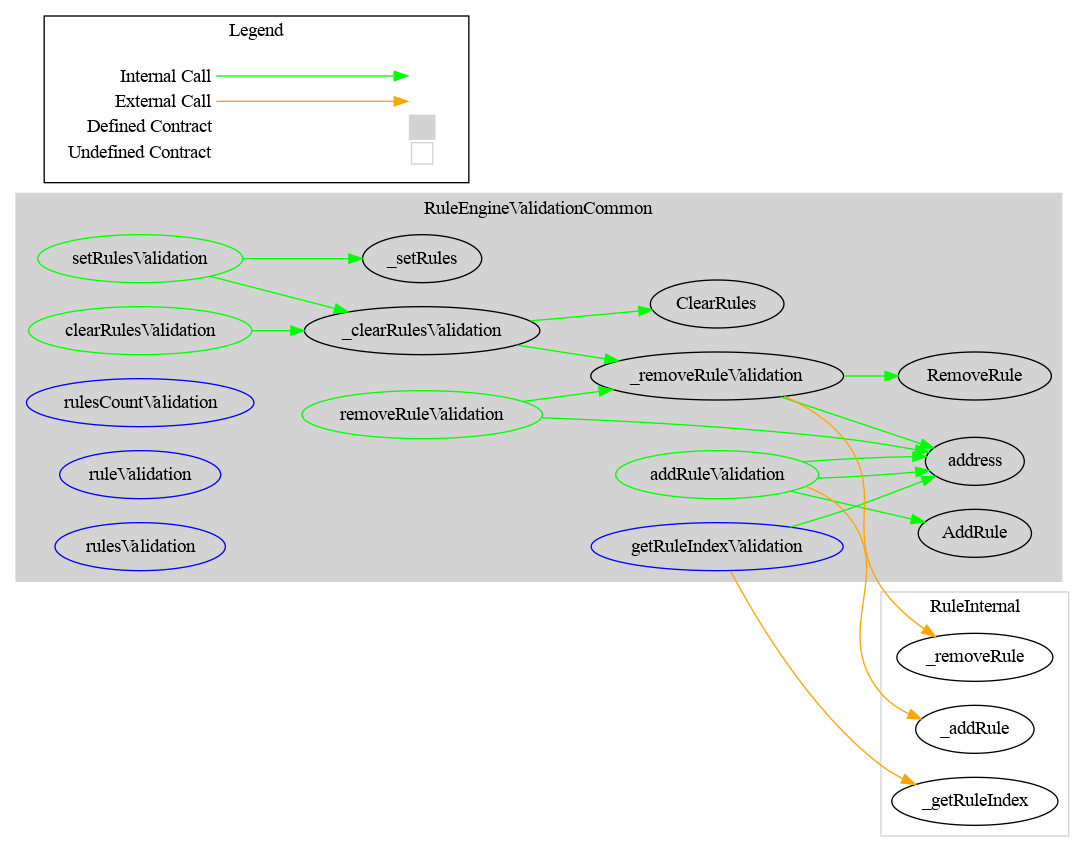 Legend
Internal Call
External Call
Defined Contract
Undefined Contract
RuleEngineValidationCommon
setRulesValidation
_setRules
clearRulesValidation
_clearRulesValidation
ClearRules
rulesCountValidation
removeRuleValidation
_removeRuleValidation
RemoveRule
ruleValidation
addRuleValidation
address
rulesValidation
getRuleIndexValidation
AddRule
RuleInternal
_removeRule
_addRule
_getRuleIndex